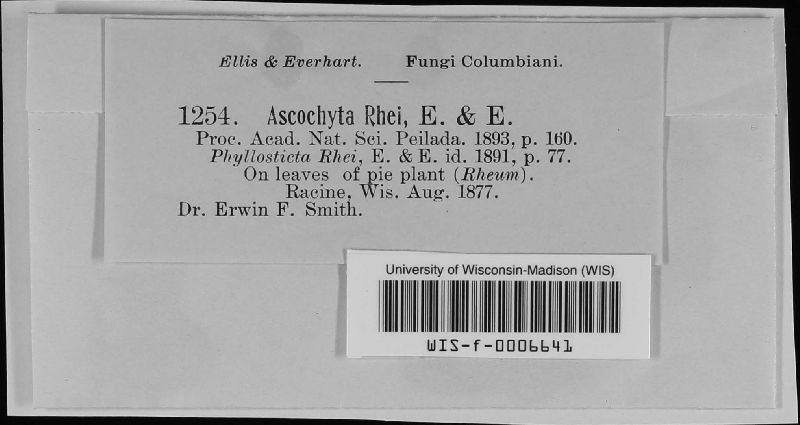 Ellis & Everhart. Fungi Columbiani.
1254. Ascochyta Rhei, E. & E.
Proc. Acad. Nat. Sci. Peilada. 1893, p. 160.
Phyllosticta Rhei, E. & E. id. 1891, p. 77.
On leaves of pie plant (Rheum).
Racine, Wis. Aug. 1877.
Dr. Erwin F. Smith.
University of Wisconsin-Madison (WIS)
WIS-f-0006641